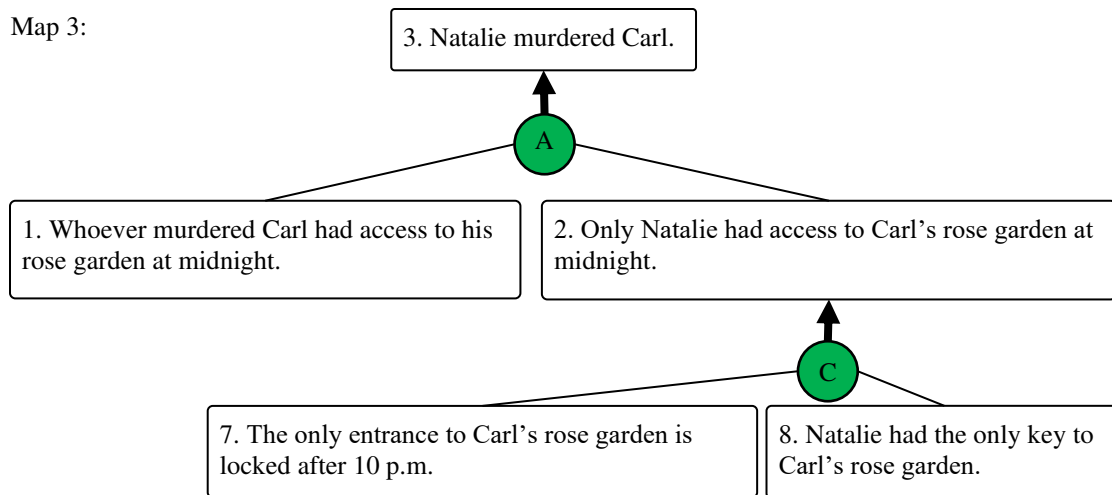 Map 3:
3. Natalie murdered Carl.
A
1. Whoever murdered Carl had access to his
rose garden at midnight.
2. Only Natalie had access to Carl’s rose garden at
midnight.
C
7. The only entrance to Carl’s rose garden is
locked after 10 p.m.
8. Natalie had the only key to
Carl’s rose garden.